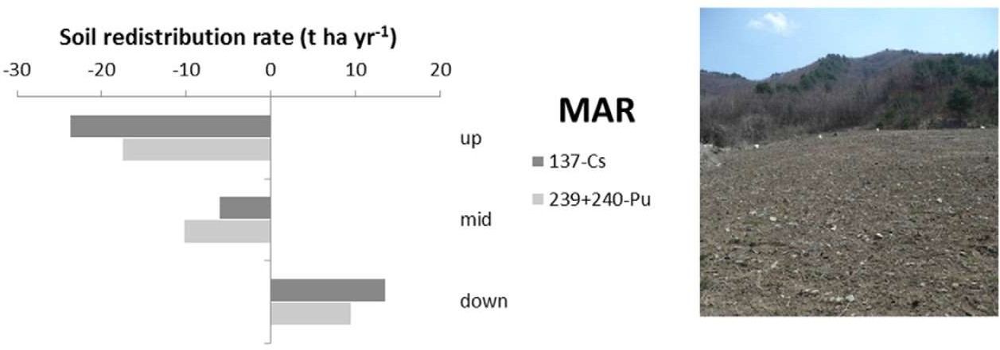 Soil redistribution rate (t ha yr⁻¹)
-30 -20 -10 0 10 20
up
mid
down
MAR
137-Cs
239+240-Pu